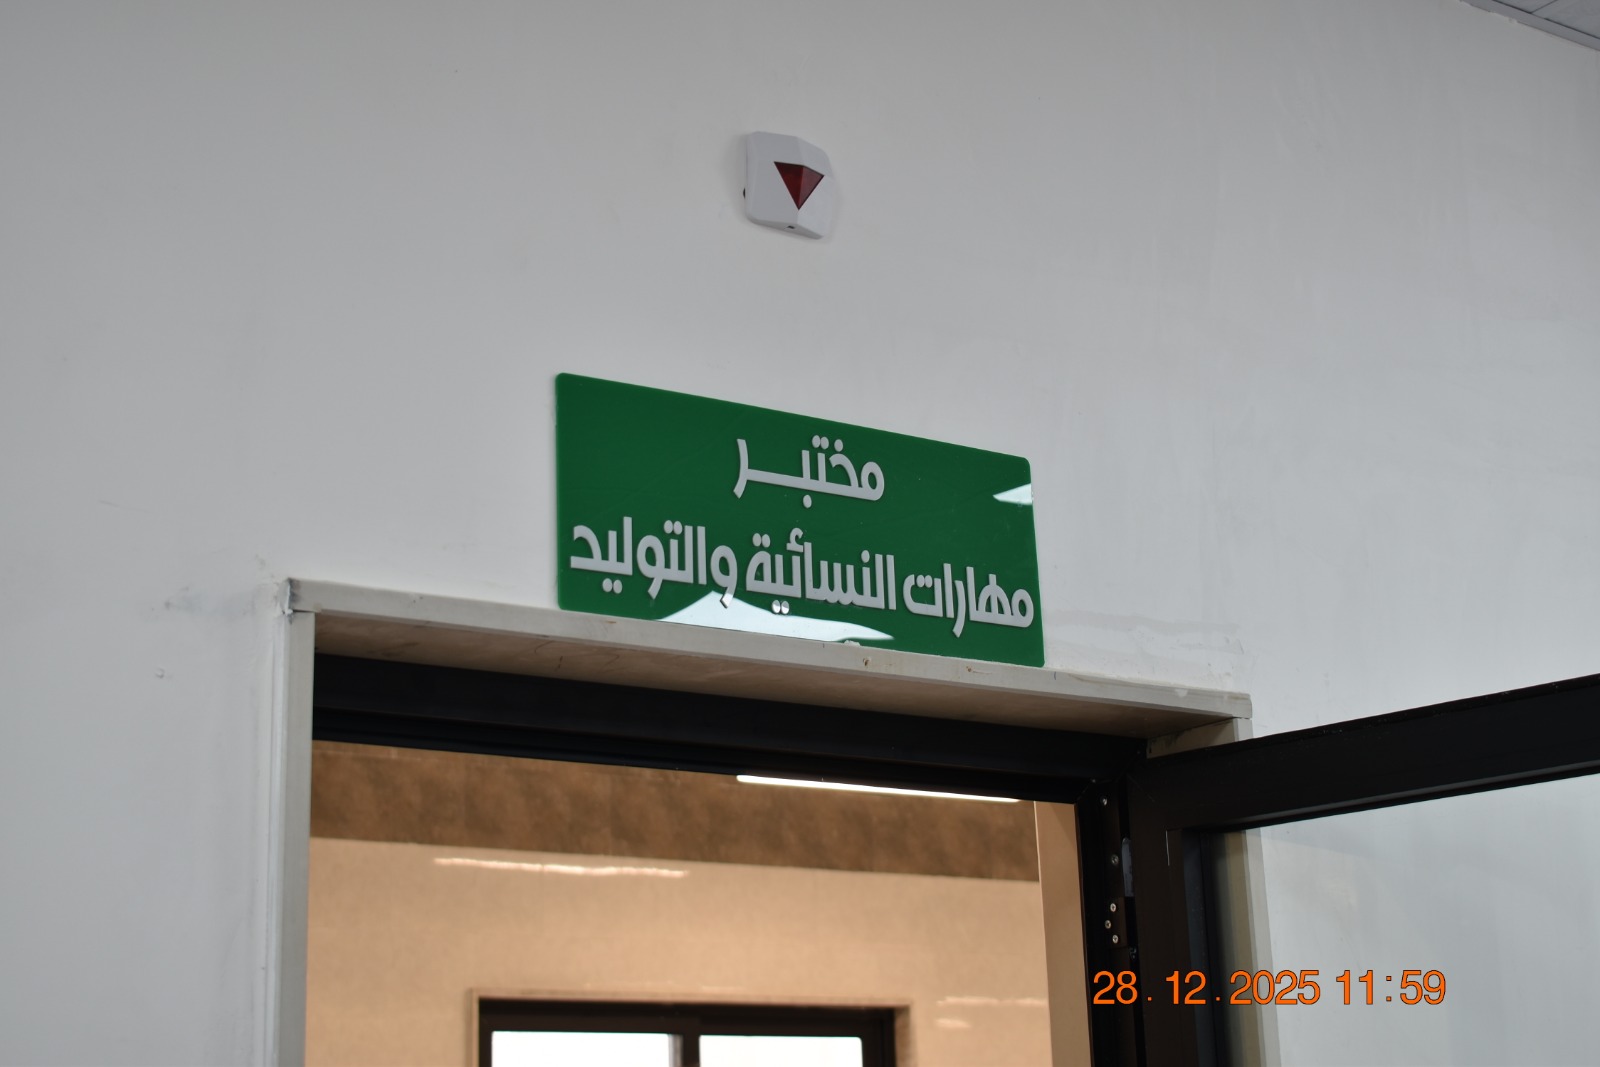 مختبر
مهارات النسائية والتوليد
28.12.2025 11:59